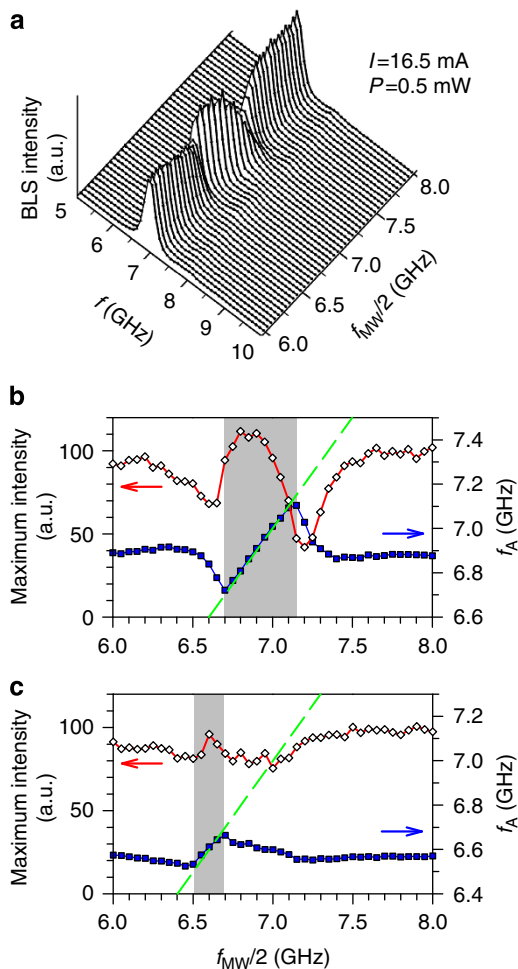 a
I=16.5 mA
P=0.5 mW
BLS intensity
(a.u.)
5
6
7
8
9
10
f (GHz)
6.0
6.5
7.0
7.5
8.0
fMW/2 (GHz)
b
Maximum intensity
(a.u.)
100
50
0
7.4
7.2
7.0
6.8
6.6
fA
(GHz)
6.0
6.5
7.0
7.5
8.0
c
Maximum intensity
(a.u.)
100
50
0
7.2
7.0
6.8
6.6
6.4
fA
(GHz)
6.0
6.5
7.0
7.5
8.0
fMW/2 (GHz)